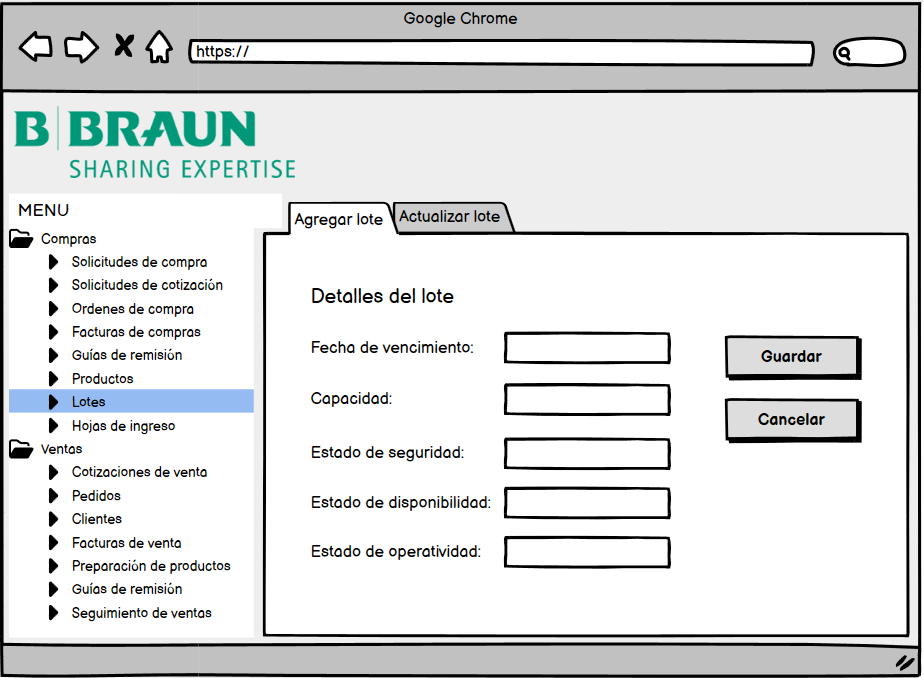 Google Chrome
https://
B BRAUN
SHARING EXPERTISE
MENU
Compras
Solicitudes de compra
Solicitudes de cotización
Ordenes de compra
Facturas de compras
Guías de remisión
Productos
Lotes
Hojas de ingreso
Ventas
Cotizaciones de venta
Pedidos
Clientes
Facturas de venta
Preparación de productos
Guías de remisión
Seguimiento de ventas
Agregar lote
Actualizar lote
Detalles del lote
Fecha de vencimiento:
Capacidad:
Estado de seguridad:
Estado de disponibilidad:
Estado de operatividad:
Guardar
Cancelar